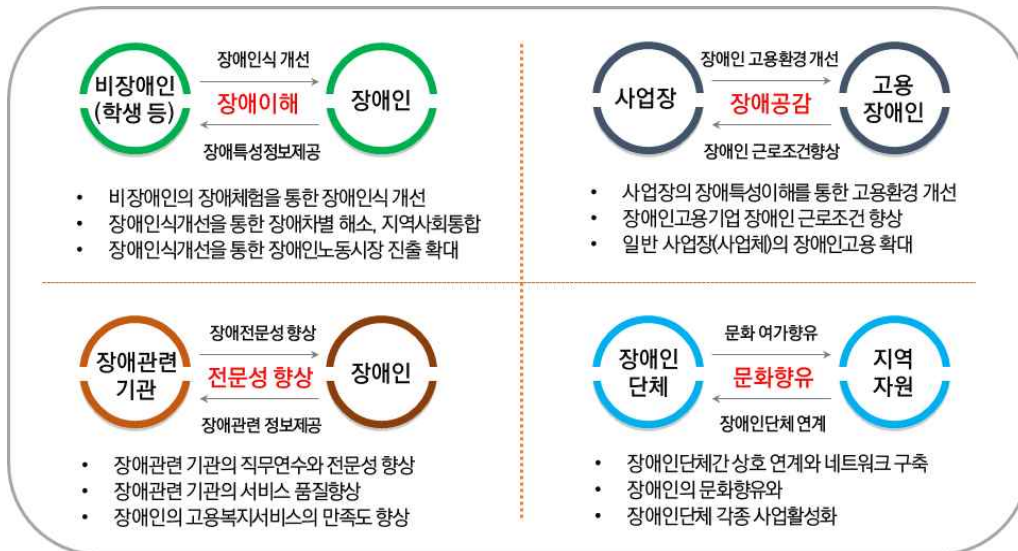 장애인식 개선
비장애인
(학생 등)
장애이해
장애인
장애특성정보제공
• 비장애인의 장애체험을 통한 장애인식 개선
• 장애인식개선을 통한 장애차별 해소, 지역사회통합
• 장애인식개선을 통한 장애인노동시장 진출 확대
장애인 고용환경 개선
사업장
장애공감
고용
장애인
장애인 근로조건향상
• 사업장의 장애특성이해를 통한 고용환경 개선
• 장애인고용기업 장애인 근로조건 향상
• 일반 사업장(사업체)의 장애인고용 확대
장애전문성 향상
장애관련
기관
전문성 향상
장애인
장애관련 정보제공
• 장애관련 기관의 직무연수와 전문성 향상
• 장애관련 기관의 서비스 품질향상
• 장애인의 고용복지서비스의 만족도 향상
문화 여가향유
장애인
단체
문화향유
지역
자원
장애인단체 연계
• 장애인단체간 상호 연계와 네트워크 구축
• 장애인의 문화향유와
• 장애인단체 각종 사업활성화